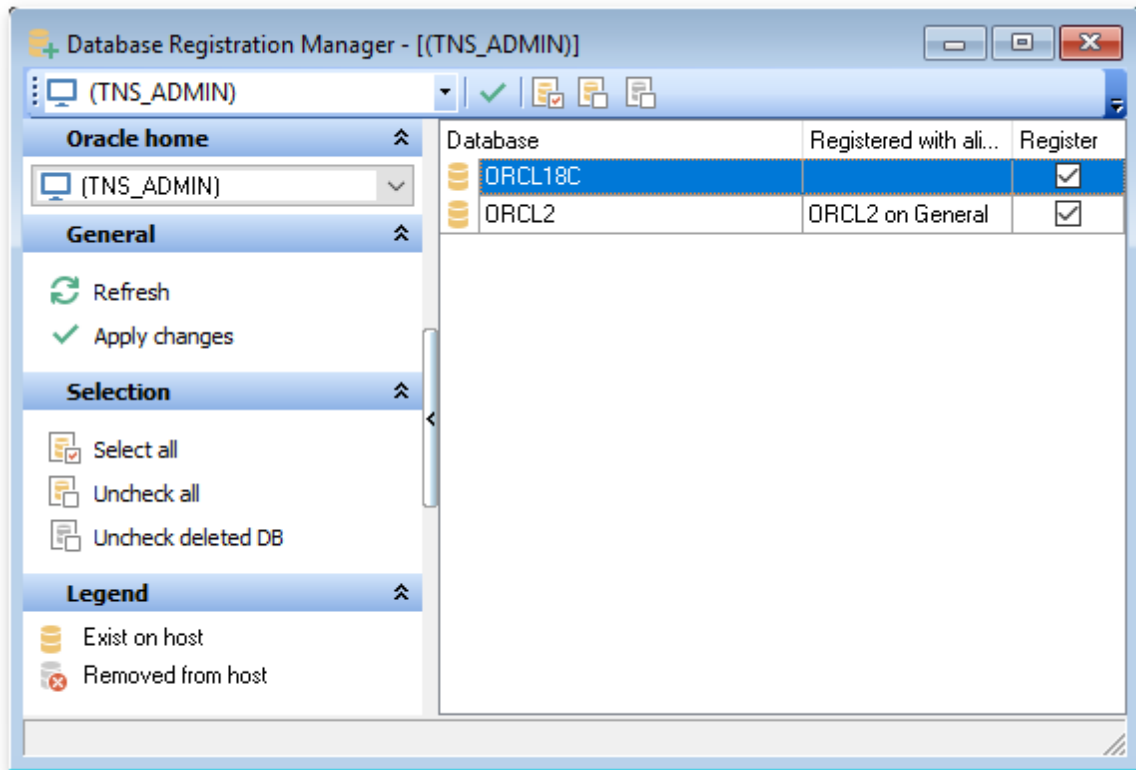 Database Registration Manager - [(TNS_ADMIN)]
(TNS_ADMIN)
Oracle home
(TNS_ADMIN)
General
Refresh
Apply changes
Selection
Select all
Uncheck all
Uncheck deleted DB
Legend
Exist on host
Removed from host
Database Registered with ali... Register
ORCL18C
ORCL2 ORCL2 on General